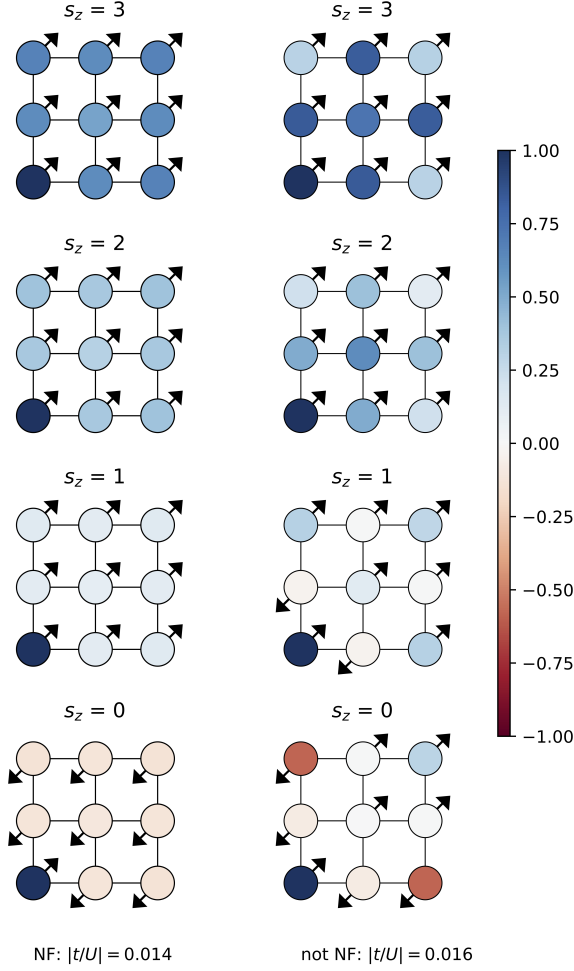 s_z = 3
s_z = 3
s_z = 2
s_z = 2
s_z = 1
s_z = 1
s_z = 0
s_z = 0
NF: |t/U| = 0.014
not NF: |t/U| = 0.016
1.00
0.75
0.50
0.25
0.00
−0.25
−0.50
−0.75
−1.00